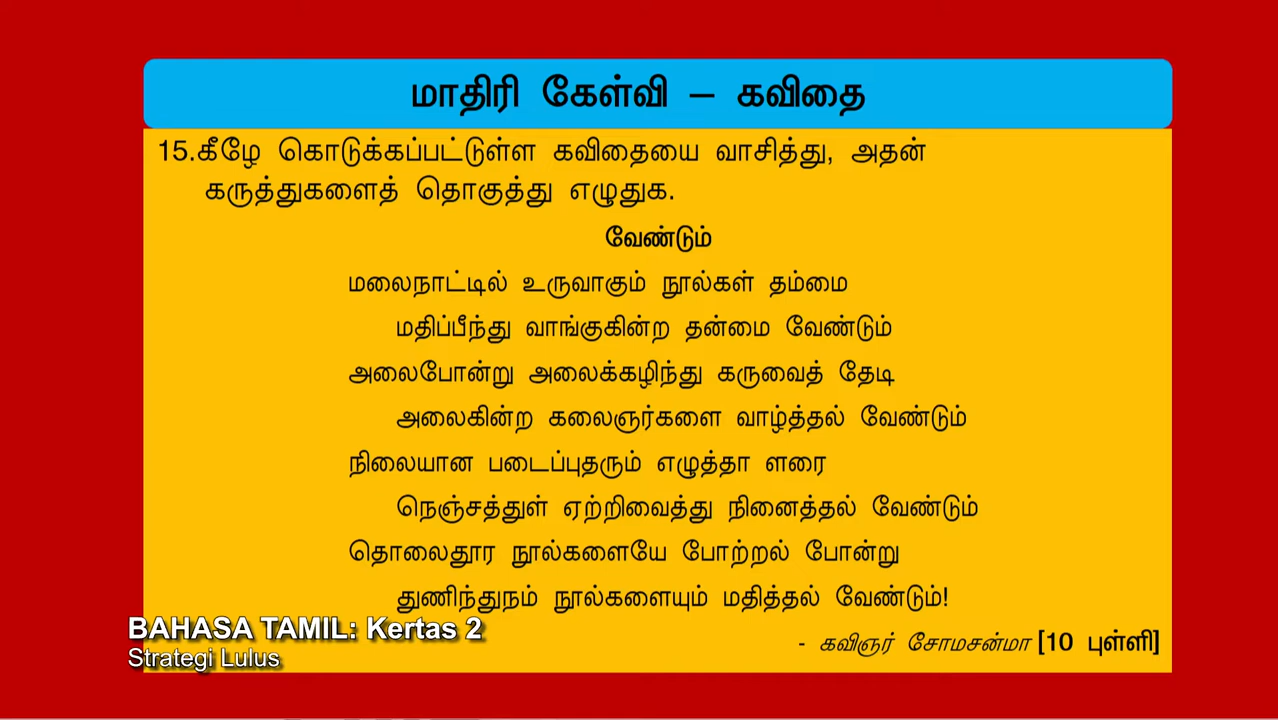 மாதிரி கேள்வி – கவிதை
15.கீழே கொடுக்கப்பட்டுள்ள கவிதையை வாசித்து, அதன்
கருத்துகளைத் தொகுத்து எழுதுக.
வேண்டும்
மலைநாட்டில் உருவாகும் நூல்கள் தம்மை
மதிப்பீந்து வாங்குகின்ற தன்மை வேண்டும்
அலைபோன்று அலைக்கழிந்து கருவைத் தேடி
அலைகின்ற கலைஞர்களை வாழ்த்தல் வேண்டும்
நிலையான படைப்புதரும் எழுத்தா ளரை
நெஞ்சத்துள் ஏற்றிவைத்து நினைத்தல் வேண்டும்
தொலைதூர நூல்களையே போற்றல் போன்று
துணிந்துநம் நூல்களையும் மதித்தல் வேண்டும்!
- கவிஞர் சோமசன்மா [10 புள்ளி]
BAHASA TAMIL: Kertas 2
Strategi Lulus